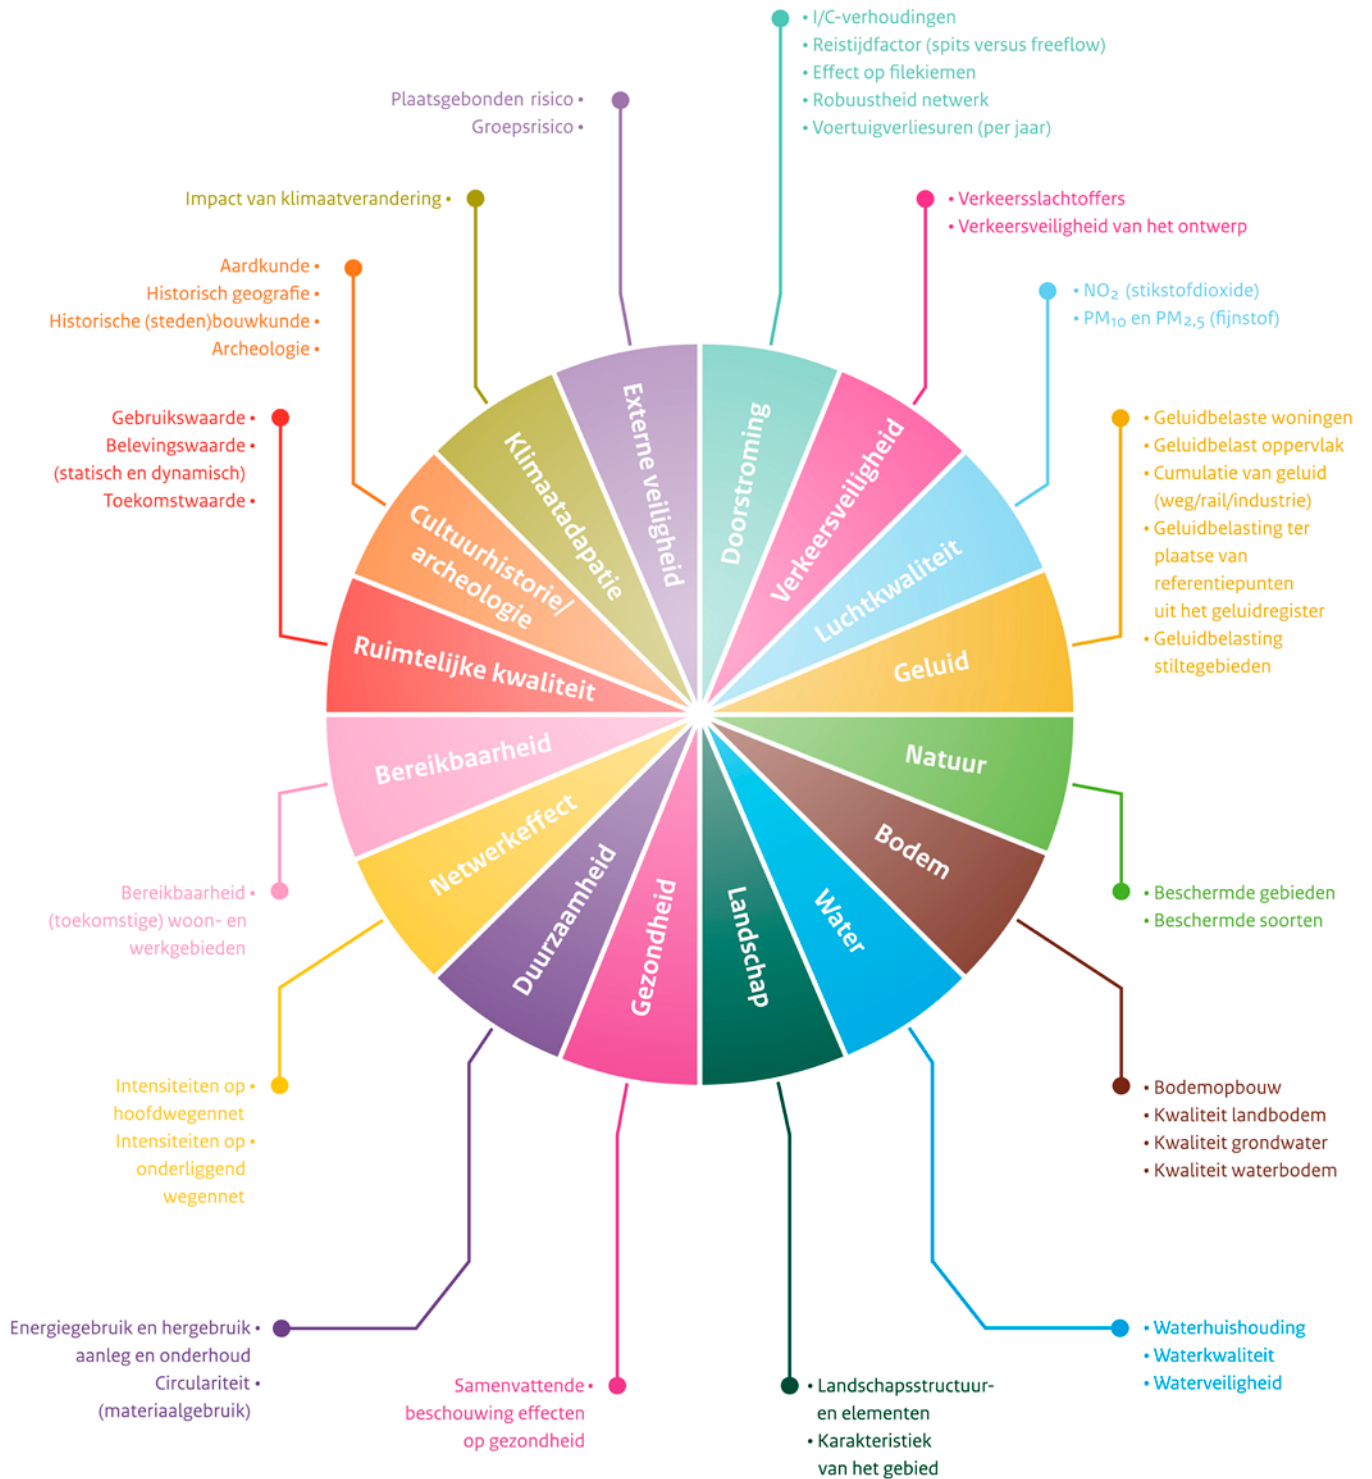 • I/C-verhoudingen
• Reistijdfactor (spits versus freeflow)
• Effect op filekiemen
• Robuustheid netwerk
• Voertuigverliesuren (per jaar)
Plaatsgebonden risico •
Groepsrisico •
Impact van klimaatverandering •
• Verkeersslachtoffers
• Verkeersveiligheid van het ontwerp
Aardkunde •
Historisch geografie •
Historische (steden)bouwkunde •
Archeologie •
• NO₂ (stikstofdioxide)
• PM₁₀ en PM₂,₅ (fijnstof)
Gebruikswaarde •
Belevingswaarde •
(statisch en dynamisch)
Toekomstwaarde •
• Geluidbelaste woningen
• Geluidbelast oppervlak
• Cumulatie van geluid
(weg/rail/industrie)
• Geluidbelasting ter
plaatse van
referentiepunten
uit het geluidregister
• Geluidbelasting
stiltegebieden
Doorstroming
Verkeersveiligheid
Luchtkwaliteit
Geluid
Natuur
Bodem
Water
Landschap
Gezondheid
Duurzaamheid
Netwerkeffect
Bereikbaarheid
Ruimtelijke kwaliteit
Cultuurhistorie/
archeologie
Klimaatadapatie
Externe veiligheid
Bereikbaarheid •
(toekomstige) woon- en
werkgebieden
• Beschermde gebieden
• Beschermde soorten
Intensiteiten op •
hoofdwegennet
Intensiteiten op •
onderliggend
wegennet
• Bodemopbouw
• Kwaliteit landbodem
• Kwaliteit grondwater
• Kwaliteit waterbodem
Energiegebruik en hergebruik •
aanleg en onderhoud
Circulariteit •
(materiaalgebruik)
Samenvattende •
beschouwing effecten
op gezondheid
• Landschapsstructuur-
en elementen
• Karakteristiek
van het gebied
• Waterhuishouding
• Waterkwaliteit
• Waterveiligheid